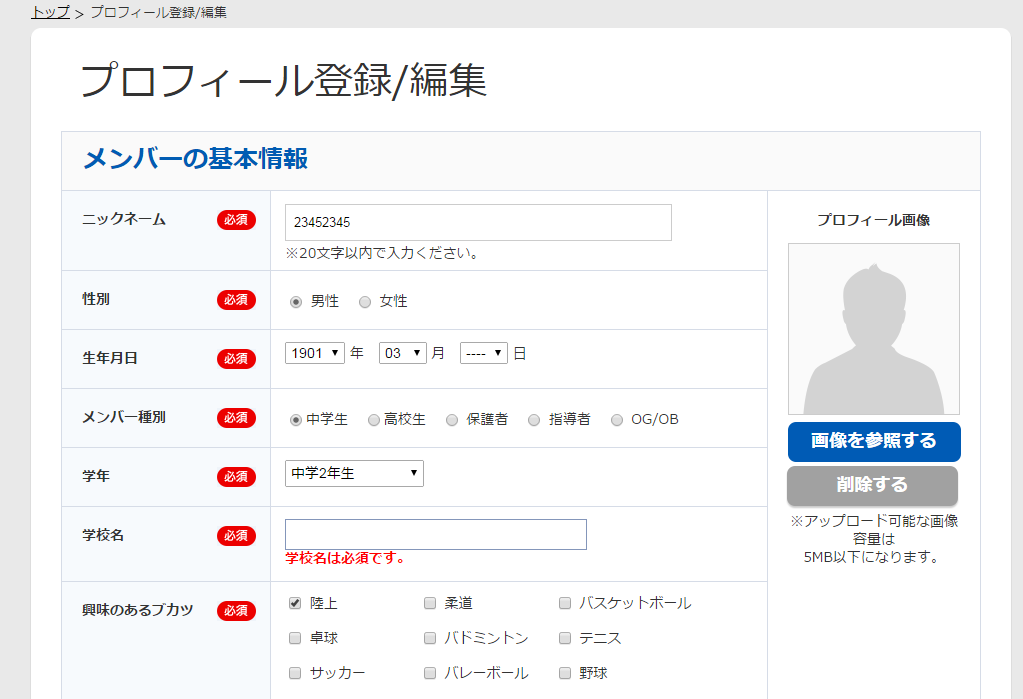 トップ > プロフィール登録/編集
プロフィール登録/編集
メンバーの基本情報
ニックネーム 必須 23452345
※20文字以内で入力ください。
性別 必須 男性 女性
生年月日 必須 1901 年 03 月 ---- 日
メンバー種別 必須 中学生 高校生 保護者 指導者 OG/OB
学年 必須 中学2年生
学校名 必須
学校名は必須です。
興味のあるブカツ 必須 陸上 柔道 バスケットボール
卓球 バドミントン テニス
サッカー バレーボール 野球
プロフィール画像
画像を参照する
削除する
※アップロード可能な画像
容量は
5MB以下になります。